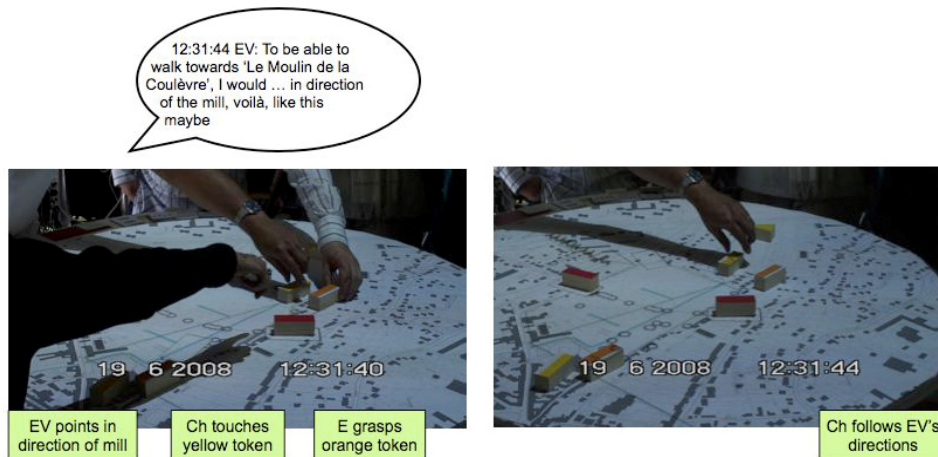 12:31:44 EV: To be able to
walk towards ‘Le Moulin de la
Coulèvre’, I would … in direction
of the mill, voilà, like this
maybe
19 6 2008 12:31:40
19 6 2008 12:31:44
EV points in
direction of mill
Ch touches
yellow token
E grasps
orange token
Ch follows EV's
directions